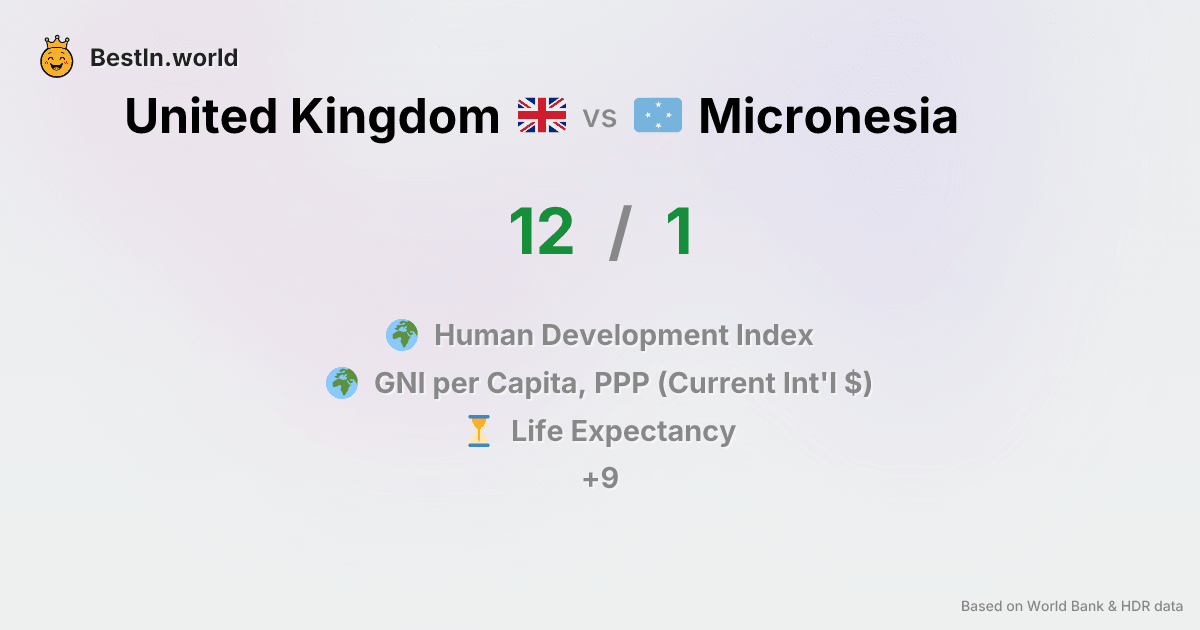 BestIn.world
United Kingdom vs Micronesia
12 / 1
Human Development Index
GNI per Capita, PPP (Current Int'l $)
Life Expectancy
+9
Based on World Bank & HDR data